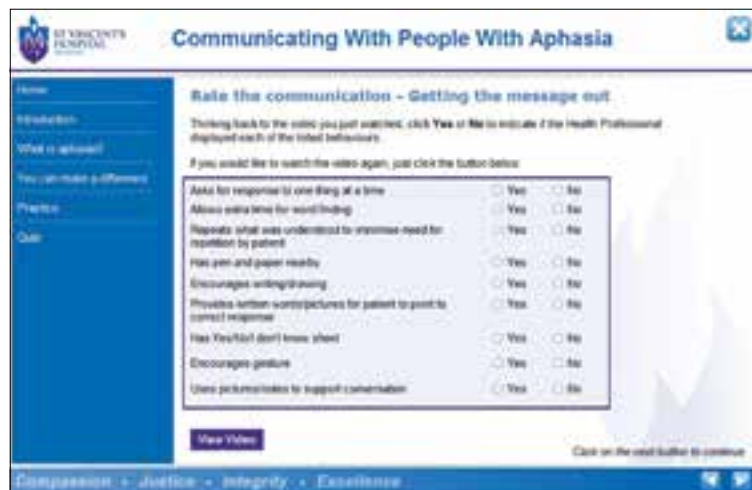 ST VINCENT'S
HOSPITAL
Communicating With People With Aphasia
Home
Introduction
What is aphasia?
You can make a difference
Practice
Quiz
Rate the communication - Getting the message out
Thinking back to the video you just watched, click Yes or No to indicate if the Health Professional
displayed each of the listed behaviours.
If you would like to watch the video again, just click the button below.
Asks for response to one thing at a time Yes No
Allows extra time for word finding Yes No
Repeats what was understood to minimise need for
repetition by patient Yes No
Has pen and paper nearby Yes No
Encourages writing/drawing Yes No
Provides written words/pictures for patient to point to
correct response Yes No
Has Yes/No/I don't know sheet Yes No
Encourages gesture Yes No
Uses pictures/notes to support conversation Yes No
View Video
Click on the next button to continue
Compassion • Justice • Integrity • Excellence